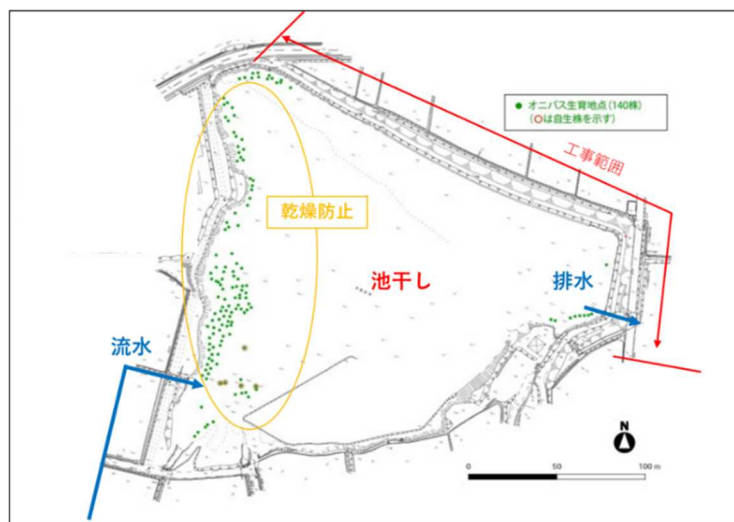 ● オニバス生育地点(140株)
(○は自生株を示す)
工事範囲
乾燥防止
池干し
排水
流水
N
0 50 100 m